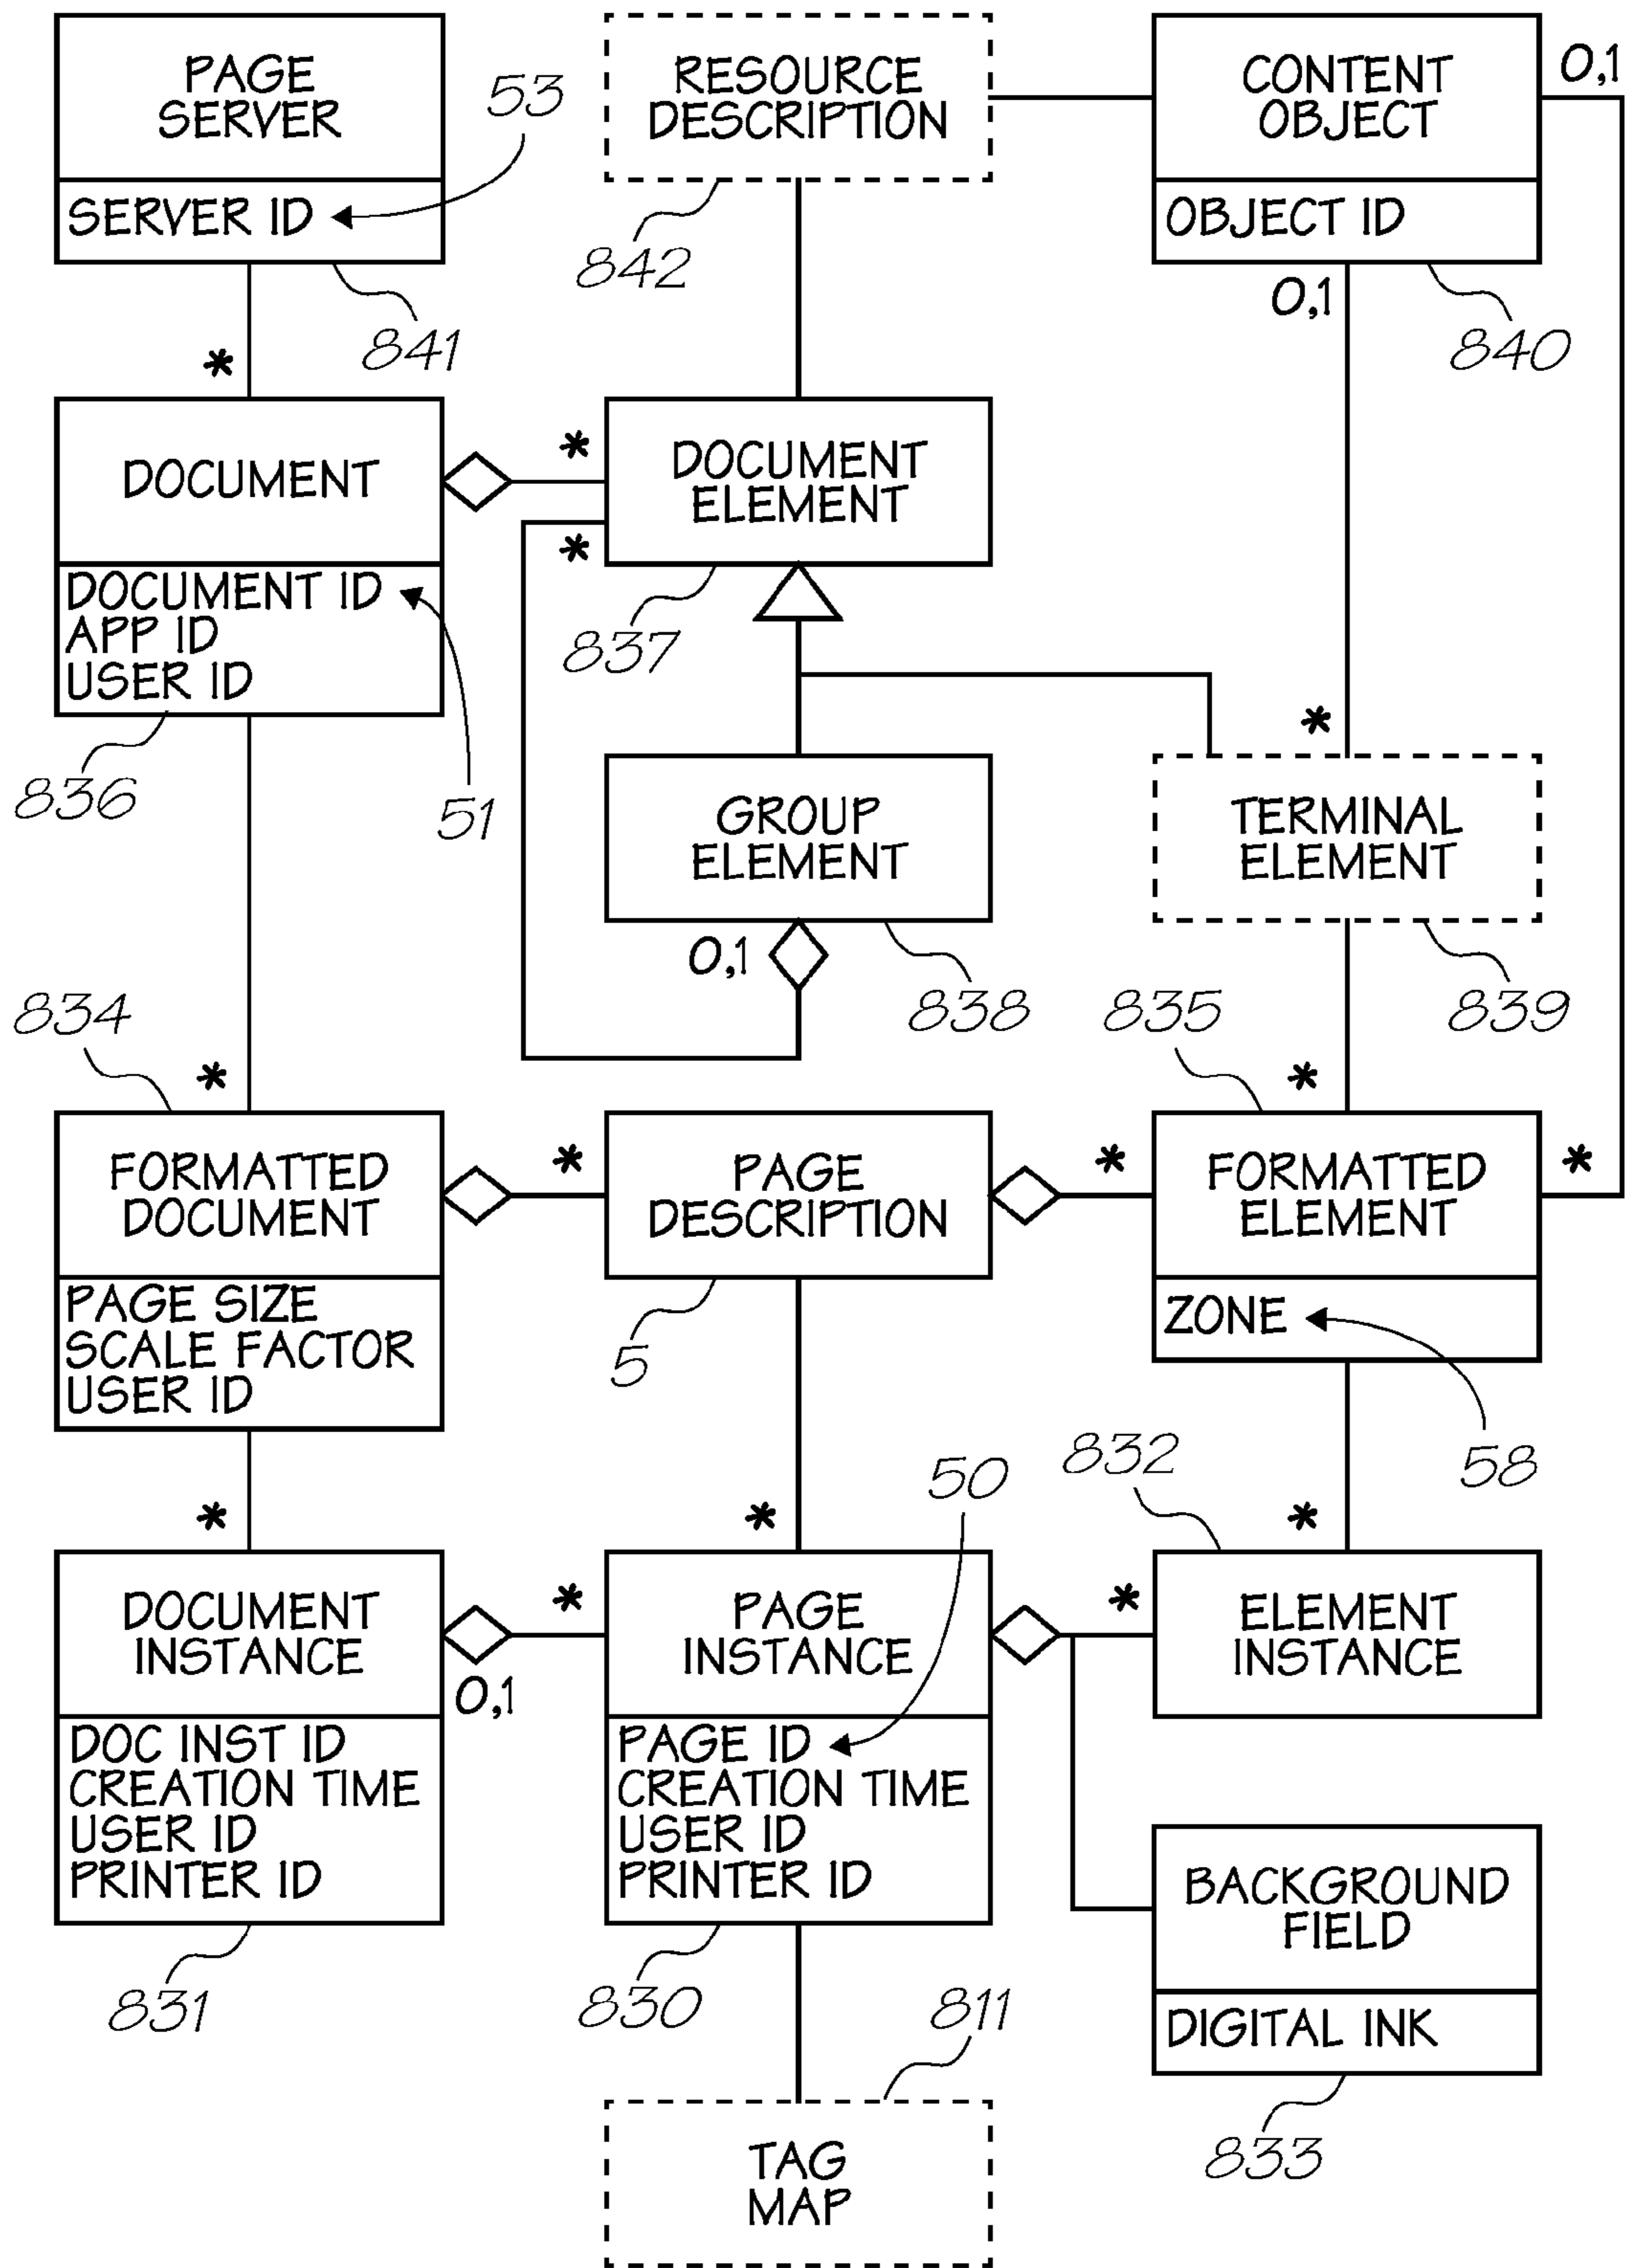 PAGE
SERVER
SERVER ID
53
841
RESOURCE
DESCRIPTION
842
CONTENT
OBJECT
OBJECT ID
0,1
0,1
840
*
DOCUMENT
DOCUMENT ID
APP ID
USER ID
836
51
*
*
DOCUMENT
ELEMENT
837
GROUP
ELEMENT
0,1
838
*
TERMINAL
ELEMENT
839
834
*
FORMATTED
DOCUMENT
PAGE SIZE
SCALE FACTOR
USER ID
*
PAGE
DESCRIPTION
5
835
*
*
*
FORMATTED
ELEMENT
ZONE
58
*
DOCUMENT
INSTANCE
0,1
DOC INST ID
CREATION TIME
USER ID
PRINTER ID
831
*
*
50
PAGE
INSTANCE
PAGE ID
CREATION TIME
USER ID
PRINTER ID
830
832
*
*
ELEMENT
INSTANCE
BACKGROUND
FIELD
DIGITAL INK
833
811
TAG
MAP